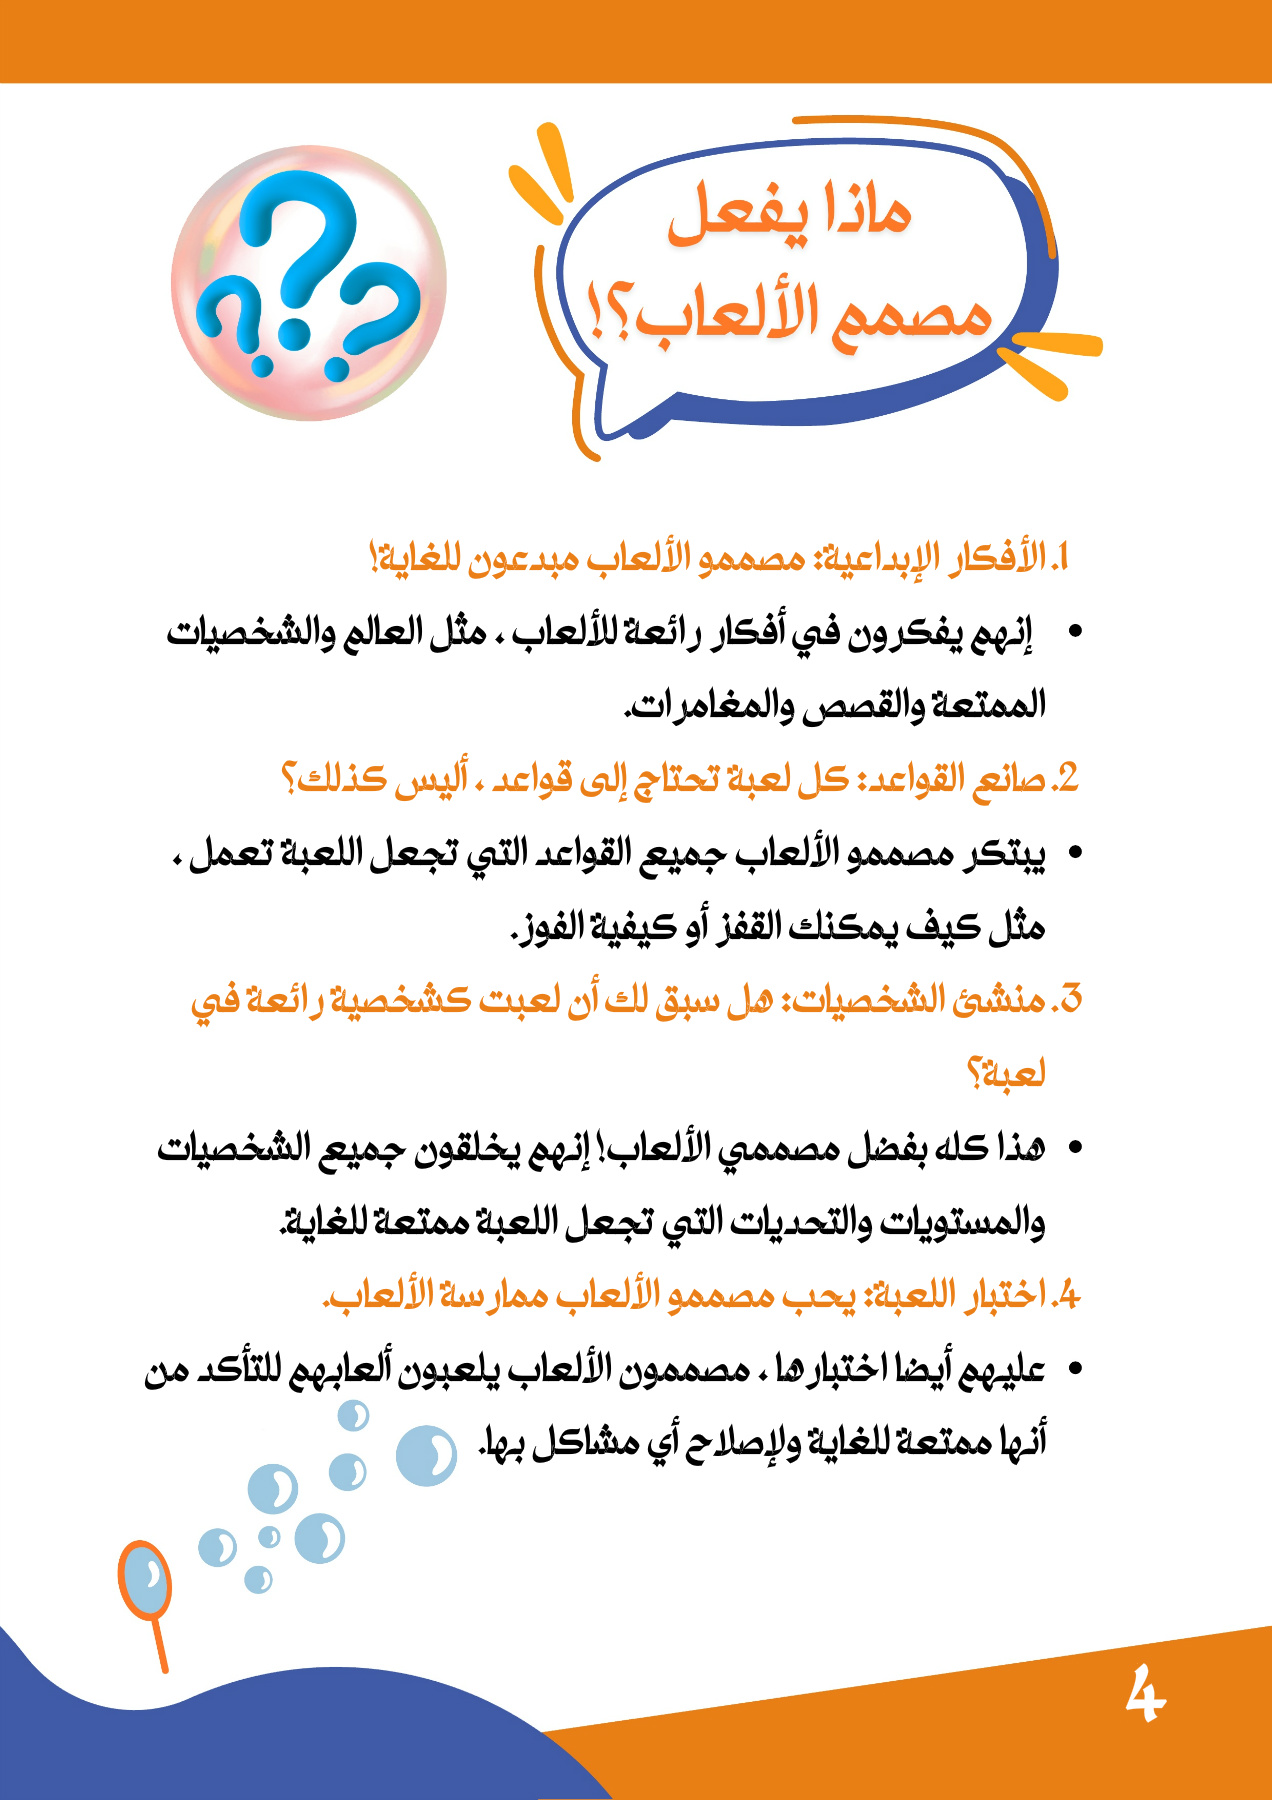 ماذا يفعل
مصمم الألعاب؟!
1. الأفكار الإبداعية: مصممو الألعاب مبدعون للغاية!
• إنهم يفكرون في أفكار رائعة للألعاب ، مثل العالم والشخصيات
الممتعة والقصص والمغامرات.
2. صانع القواعد: كل لعبة تحتاج إلى قواعد ، أليس كذلك؟
• يبتكر مصممو الألعاب جميع القواعد التي تجعل اللعبة تعمل ،
مثل كيف يمكنك القفز أو كيفية الفوز.
3. منشئ الشخصيات: هل سبق لك أن لعبت كشخصية رائعة في
لعبة؟
• هذا كله بفضل مصممي الألعاب! إنهم يخلقون جميع الشخصيات
والمستويات والتحديات التي تجعل اللعبة ممتعة للغاية.
4. اختبار اللعبة: يحب مصممو الألعاب ممارسة الألعاب.
• عليهم أيضا اختبارها ، مصممون الألعاب يلعبون ألعابهم للتأكد من
أنها ممتعة للغاية ولإصلاح أي مشاكل بها.
4